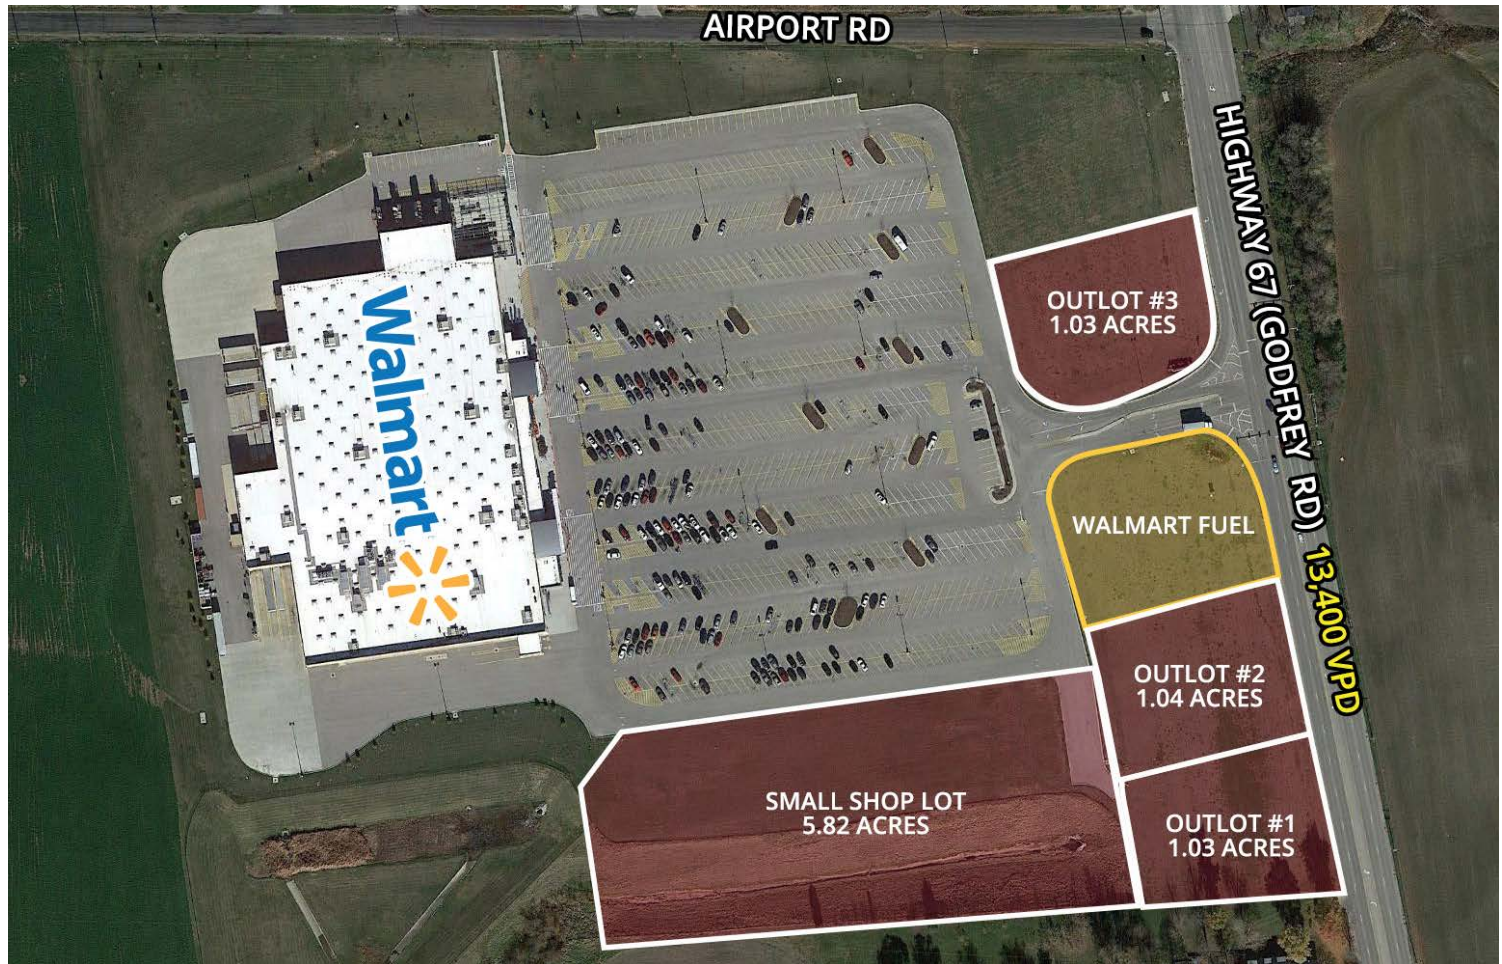 AIRPORT RD
HIGHWAY 67 (GODFREY RD) 13,400 VPD
Walmart
OUTLOT #3
1.03 ACRES
WALMART FUEL
OUTLOT #2
1.04 ACRES
SMALL SHOP LOT
5.82 ACRES
OUTLOT #1
1.03 ACRES